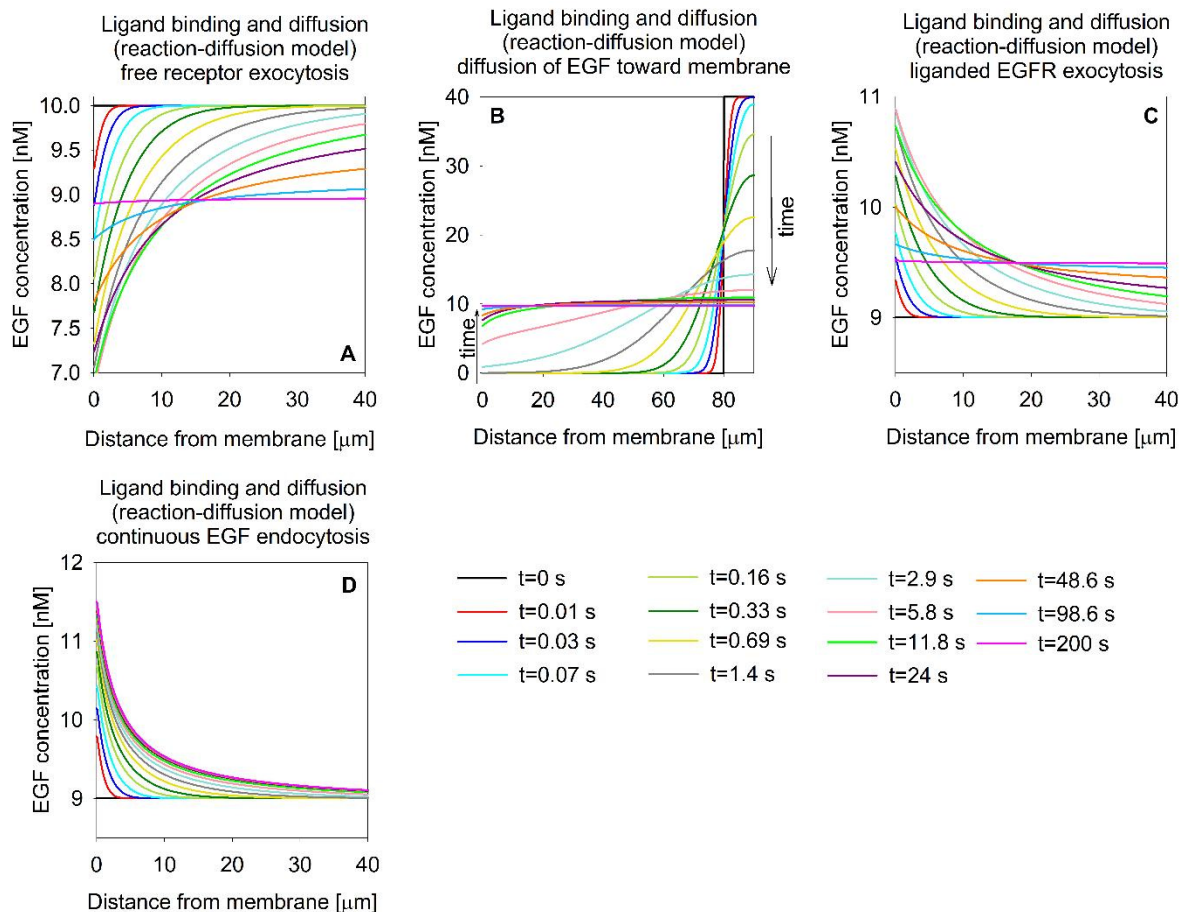 Ligand binding and diffusion
(reaction-diffusion model)
free receptor exocytosis
EGF concentration [nM]
10.0
9.5
9.0
8.5
8.0
7.5
7.0
A
0
10
20
30
40
Distance from membrane [μm]
Ligand binding and diffusion
(reaction-diffusion model)
diffusion of EGF toward membrane
EGF concentration [nM]
40
30
20
10
0
B
time
time
0
20
40
60
80
Distance from membrane [μm]
Ligand binding and diffusion
(reaction-diffusion model)
liganded EGFR exocytosis
EGF concentration [nM]
11
10
9
C
0
10
20
30
40
Distance from membrane [μm]
Ligand binding and diffusion
(reaction-diffusion model)
continuous EGF endocytosis
EGF concentration [nM]
12
11
10
9
D
0
10
20
30
40
Distance from membrane [μm]
t=0 s
t=0.01 s
t=0.03 s
t=0.07 s
t=0.16 s
t=0.33 s
t=0.69 s
t=1.4 s
t=2.9 s
t=5.8 s
t=11.8 s
t=24 s
t=48.6 s
t=98.6 s
t=200 s